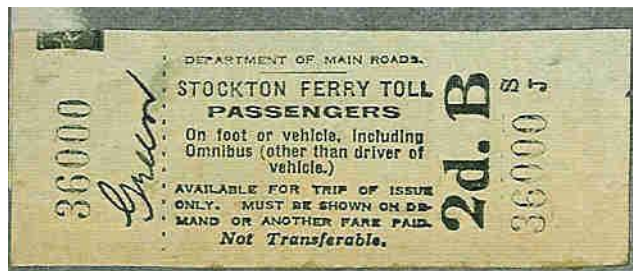 36000
Green
DEPARTMENT OF MAIN ROADS.
STOCKTON FERRY TOLL
PASSENGERS
On foot or vehicle, including
Omnibus (other than driver of
vehicle.)
AVAILABLE FOR TRIP OF ISSUE
ONLY. MUST BE SHOWN ON DE-
MAND OR ANOTHER FARE PAID.
Not Transferable.
2d. B
S J
36000